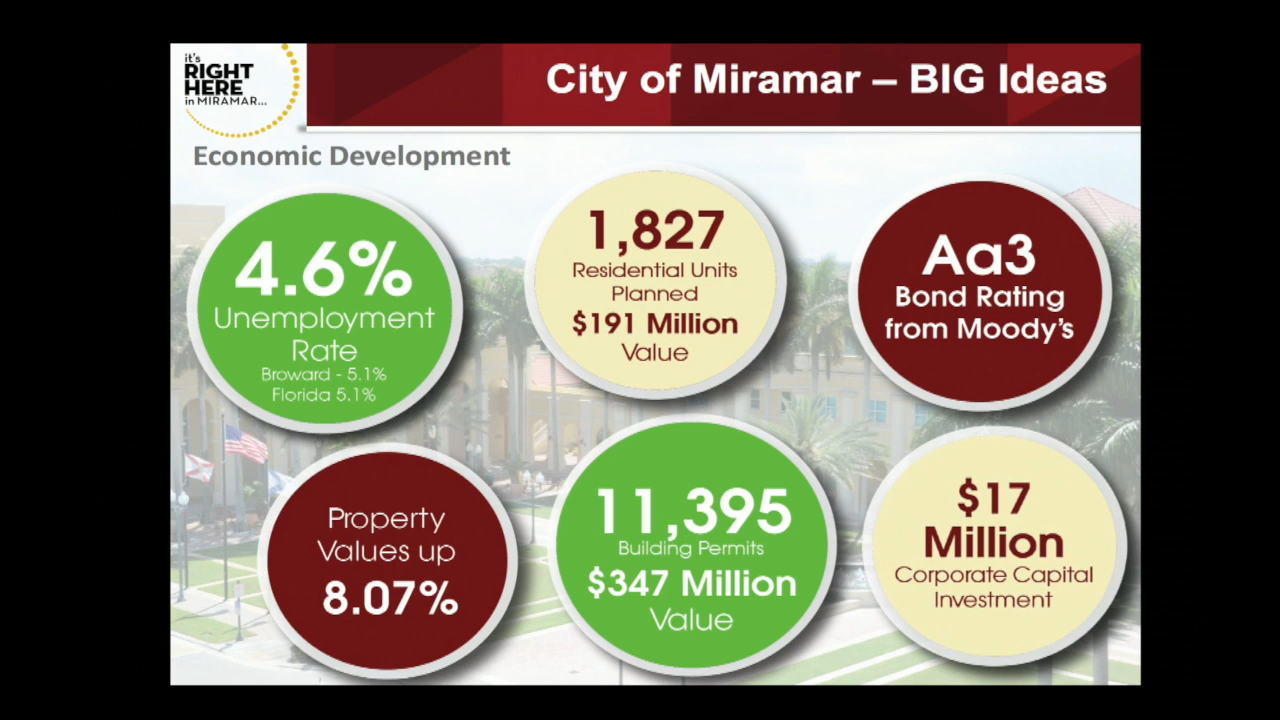 it's
RIGHT
HERE
in MIRAMAR...
City of Miramar – BIG Ideas
Economic Development
4.6%
Unemployment
Rate
Broward - 5.1%
Florida 5.1%
1,827
Residential Units
Planned
$191 Million
Value
Aa3
Bond Rating
from Moody's
Property
Values up
8.07%
11,395
Building Permits
$347 Million
Value
$17
Million
Corporate Capital
Investment